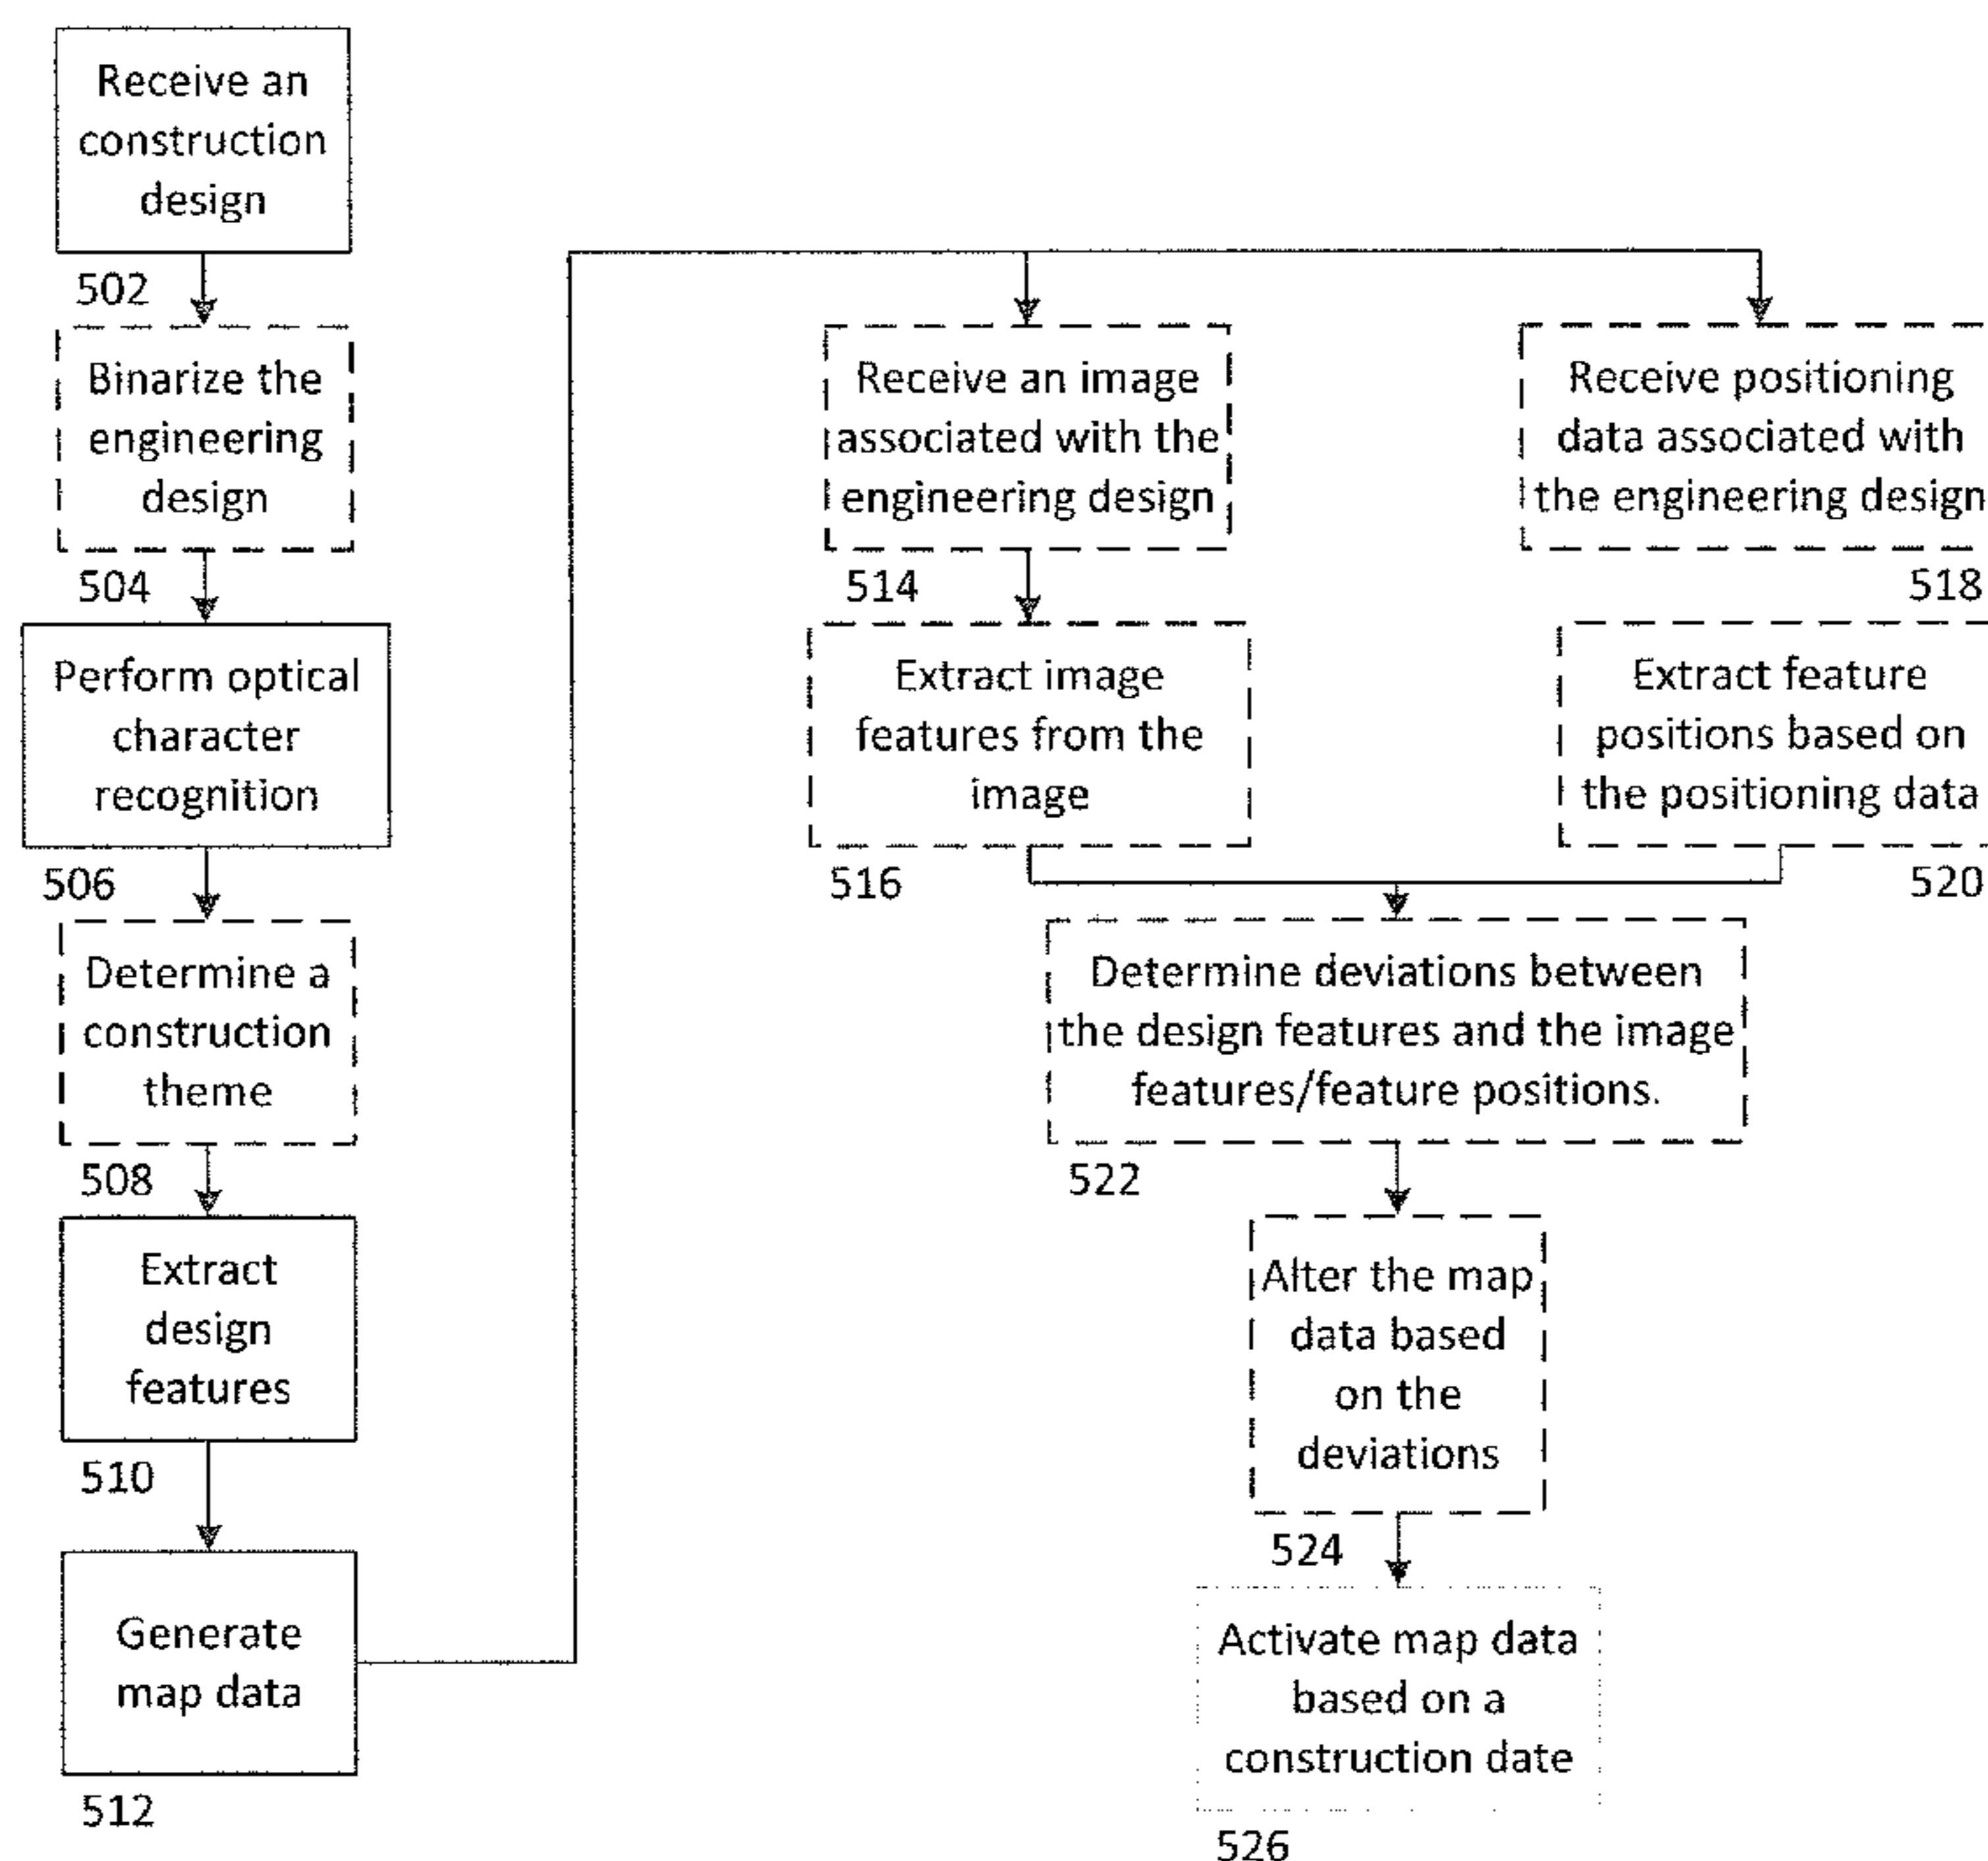 Receive an
construction
design
502
Binarize the
engineering
design
504
Perform optical
character
recognition
506
Determine a
construction
theme
508
Extract
design
features
510
Generate
map data
512
Receive an image
associated with the
engineering design
514
Extract image
features from the
image
516
Receive positioning
data associated with
the engineering design
518
Extract feature
positions based on
the positioning data
520
Determine deviations between
the design features and the image
features/feature positions.
522
Alter the map
data based
on the
deviations
524
Activate map data
based on a
construction date
526